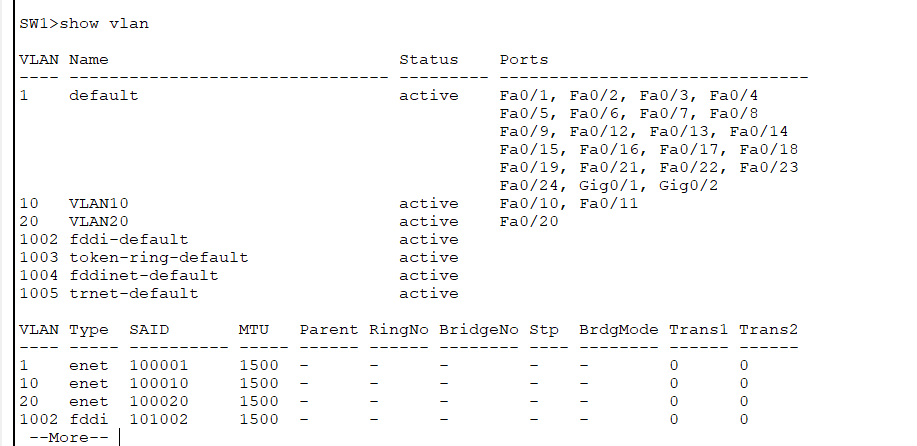 SW1>show vlan
VLAN Name                             Status    Ports
---- -------------------------------- --------- -------------------------------
1    default                          active    Fa0/1, Fa0/2, Fa0/3, Fa0/4
                                                Fa0/5, Fa0/6, Fa0/7, Fa0/8
                                                Fa0/9, Fa0/12, Fa0/13, Fa0/14
                                                Fa0/15, Fa0/16, Fa0/17, Fa0/18
                                                Fa0/19, Fa0/21, Fa0/22, Fa0/23
                                                Fa0/24, Gig0/1, Gig0/2
10   VLAN10                           active    Fa0/10, Fa0/11
20   VLAN20                           active    Fa0/20
1002 fddi-default                     active
1003 token-ring-default               active
1004 fddinet-default                  active
1005 trnet-default                    active
VLAN Type  SAID       MTU   Parent RingNo BridgeNo Stp  BrdgMode Trans1 Trans2
---- ----- ---------- ----- ------ ------ -------- ---- -------- ------ ------
1    enet  100001     1500  -      -      -        -    -        0      0
10   enet  100010     1500  -      -      -        -    -        0      0
20   enet  100020     1500  -      -      -        -    -        0      0
1002 fddi  101002     1500  -      -      -        -    -        0      0
 --More--